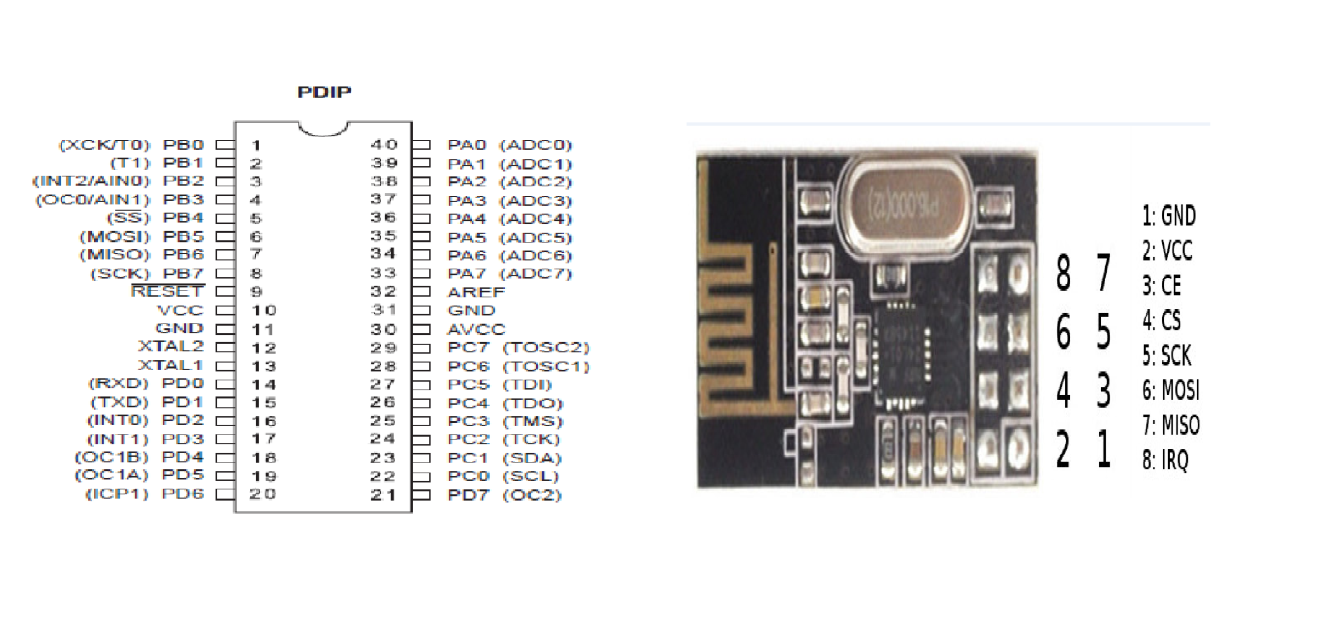 PDIP
(XCK/T0) PB0 1 40 PA0 (ADC0)
(T1) PB1 2 39 PA1 (ADC1)
(INT2/AIN0) PB2 3 38 PA2 (ADC2)
(OC0/AIN1) PB3 4 37 PA3 (ADC3)
(SS) PB4 5 36 PA4 (ADC4)
(MOSI) PB5 6 35 PA5 (ADC5)
(MISO) PB6 7 34 PA6 (ADC6)
(SCK) PB7 8 33 PA7 (ADC7)
RESET 9 32 AREF
VCC 10 31 GND
GND 11 30 AVCC
XTAL2 12 29 PC7 (TOSC2)
XTAL1 13 28 PC6 (TOSC1)
(RXD) PD0 14 27 PC5 (TDI)
(TXD) PD1 15 26 PC4 (TDO)
(INT0) PD2 16 25 PC3 (TMS)
(INT1) PD3 17 24 PC2 (TCK)
(OC1B) PD4 18 23 PC1 (SDA)
(OC1A) PD5 19 22 PC0 (SCL)
(ICP1) PD6 20 21 PD7 (OC2)
8 7
6 5
4 3
2 1
1: GND
2: VCC
3: CE
4: CS
5: SCK
6: MOSI
7: MISO
8: IRQ